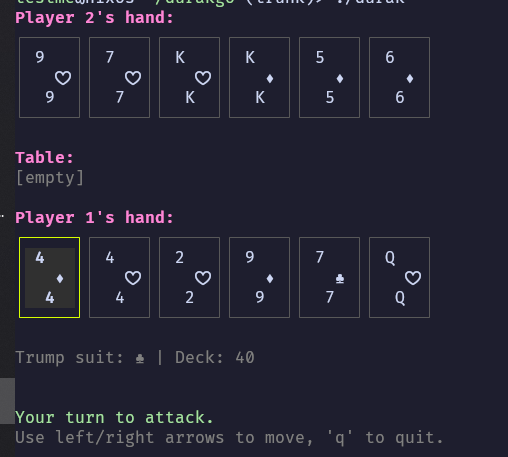 Player 2's hand:
9 7 K K 5 6
♡ ♡ ♡ ♦ ♦ ♦
9 7 K K 5 6
Table:
[empty]
Player 1's hand:
4 4 2 9 7 Q
♦ ♡ ♡ ♦ ♣ ♡
4 4 2 9 7 Q
Trump suit: ♣ | Deck: 40
Your turn to attack.
Use left/right arrows to move, 'q' to quit.